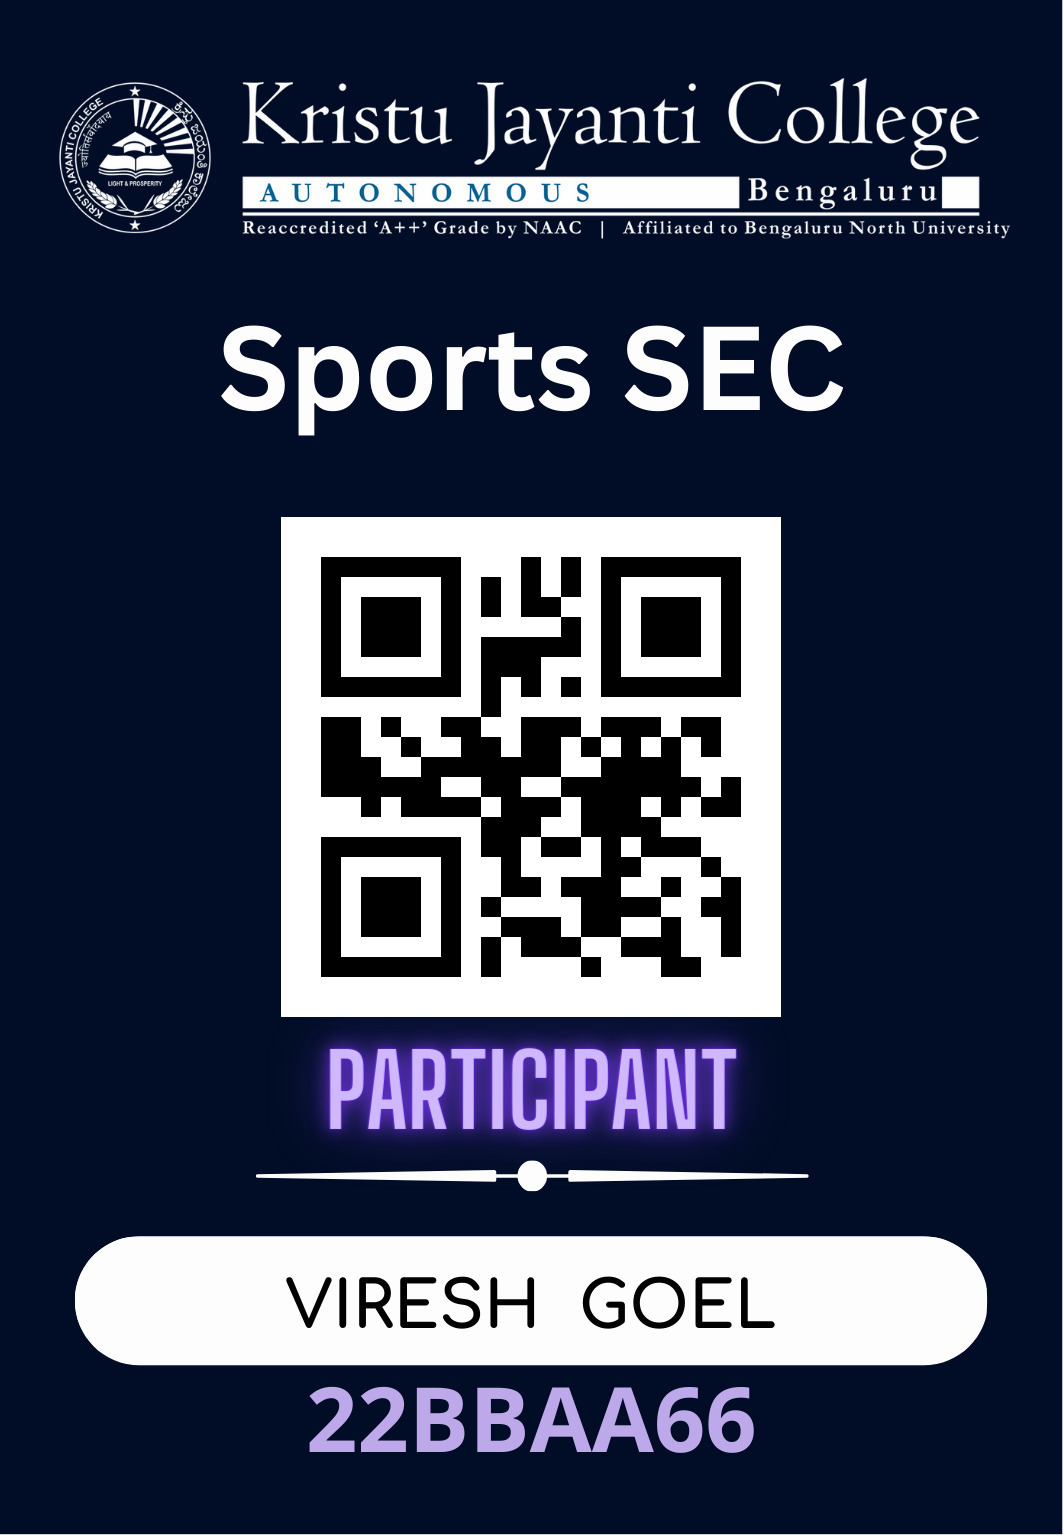 Kristu Jayanti College
AUTONOMOUS Bengaluru
Reaccredited ‘A++’ Grade by NAAC | Affiliated to Bengaluru North University
KRISTU JAYANTI COLLEGE
LIGHT & PROSPERITY
Sports SEC
PARTICIPANT
VIRESH GOEL
22BBAA66